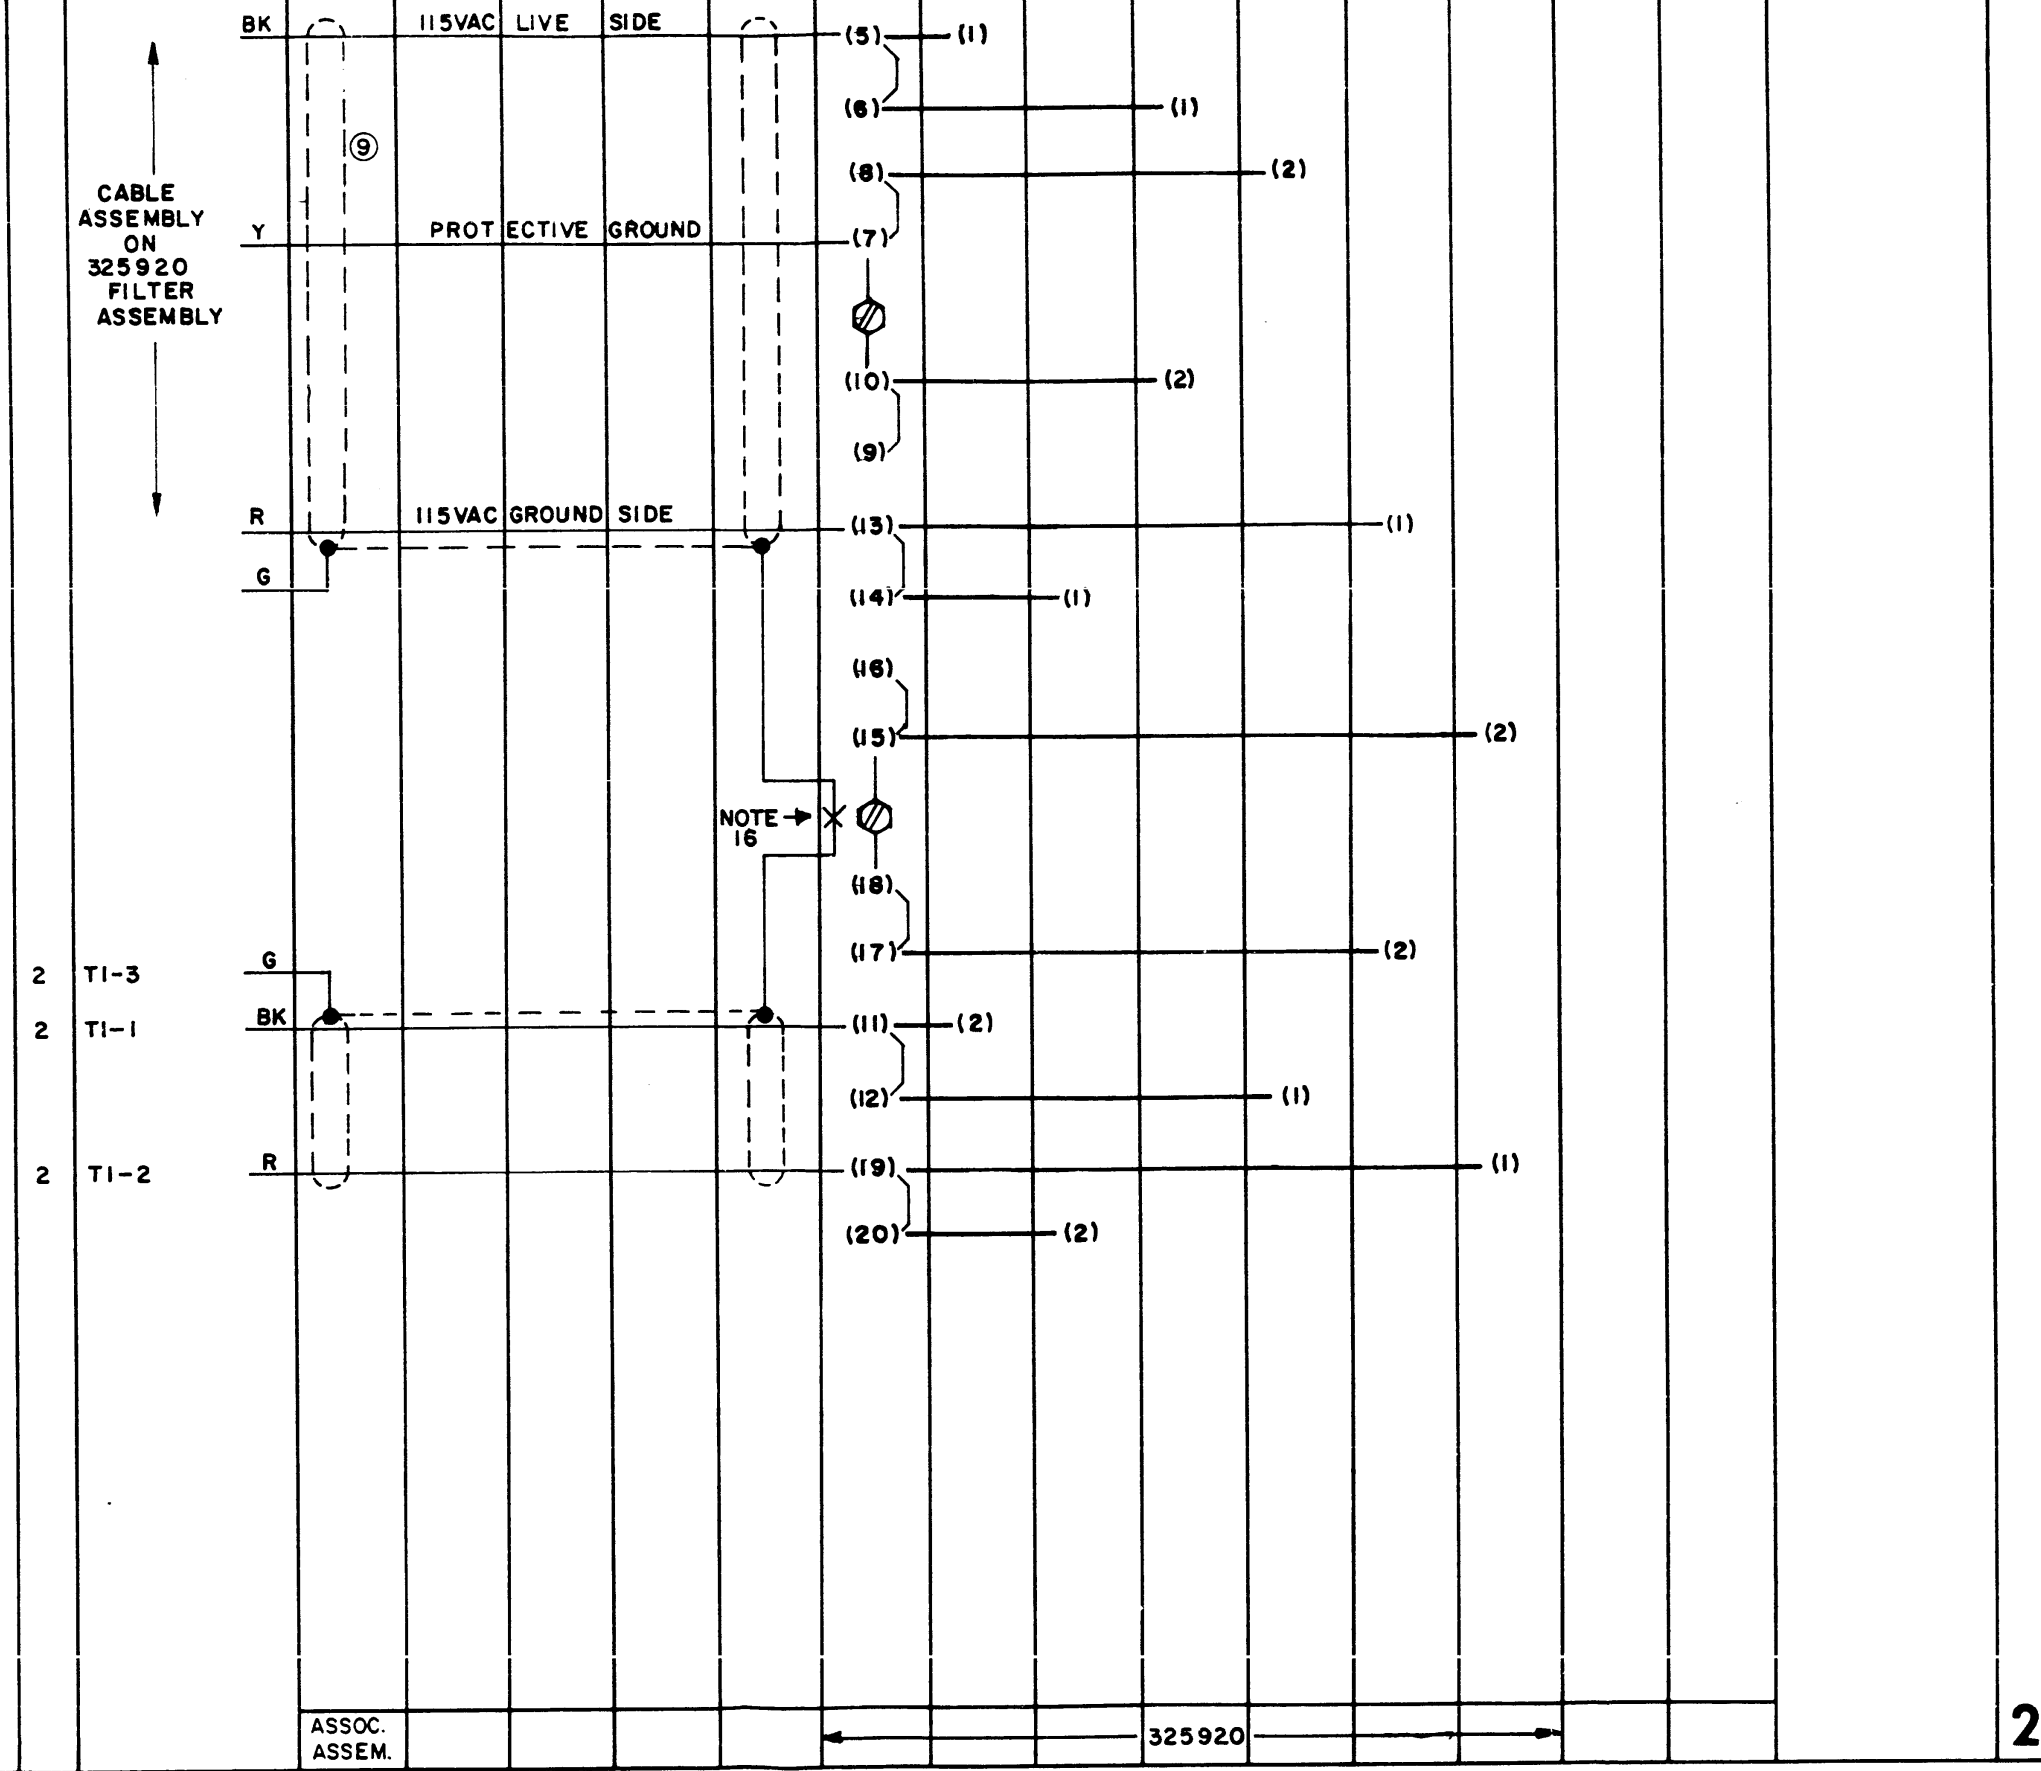 BK 115VAC LIVE SIDE (5) (1)
(6) (1)
9
(8) (2)
CABLE
ASSEMBLY
ON
325920
FILTER
ASSEMBLY
Y PROTECTIVE GROUND (7)
(10) (2)
(9)
R 115VAC GROUND SIDE (13) (1)
G
(14) (1)
(16)
(15) (2)
NOTE
16
(18)
(17) (2)
2 T1-3 G
2 T1-1 BK (11) (2)
(12) (1)
2 T1-2 R (19) (1)
(20) (2)
ASSOC.
ASSEM.
325920
2